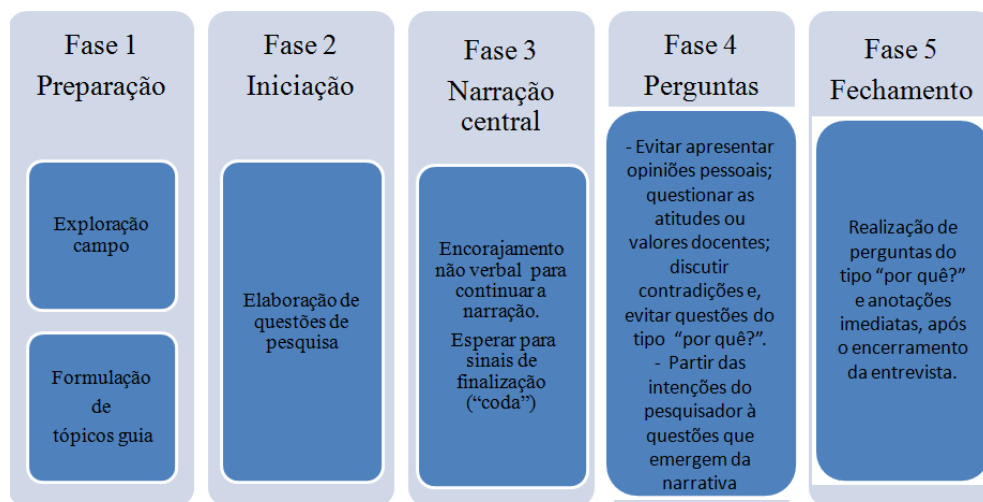 Fase 1
Preparação
Exploração
campo
Formulação
de
tópicos guia
Fase 2
Iniciação
Elaboração de
questões de
pesquisa
Fase 3
Narração
central
Encorajamento
não verbal para
continuar a
narração.
Esperar para
sinais de
finalização
(“coda”)
Fase 4
Perguntas
- Evitar apresentar
opiniões pessoais;
questionar as
atitudes ou
valores docentes;
discutir
contradições e,
evitar questões do
tipo “por quê?”.
- Partir das
intenções do
pesquisador à
questões que
emergem da
narrativa
Fase 5
Fechamento
Realização de
perguntas do
tipo “por quê?”
e anotações
imediatas, após
o encerramento
da entrevista.